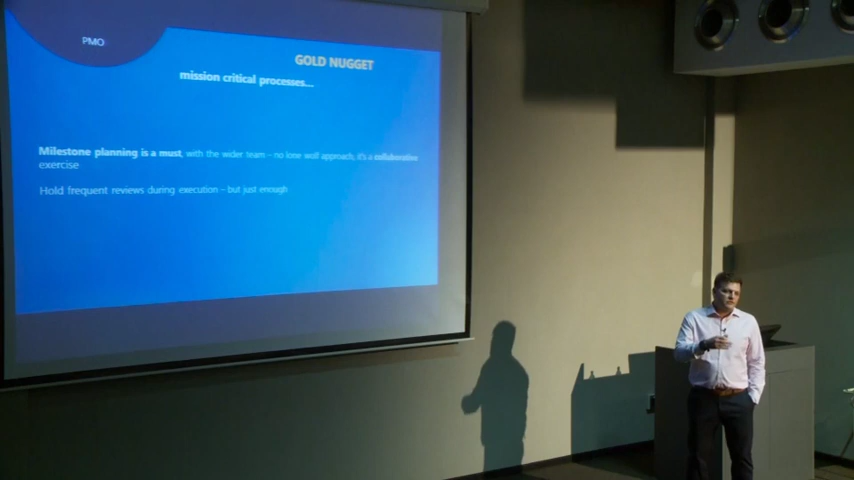 PMO
GOLD NUGGET
mission critical processes...
Milestone planning is a must, with the wider team – no lone wolf approach, it's a collaborative
exercise
Hold frequent reviews during execution – but just enough